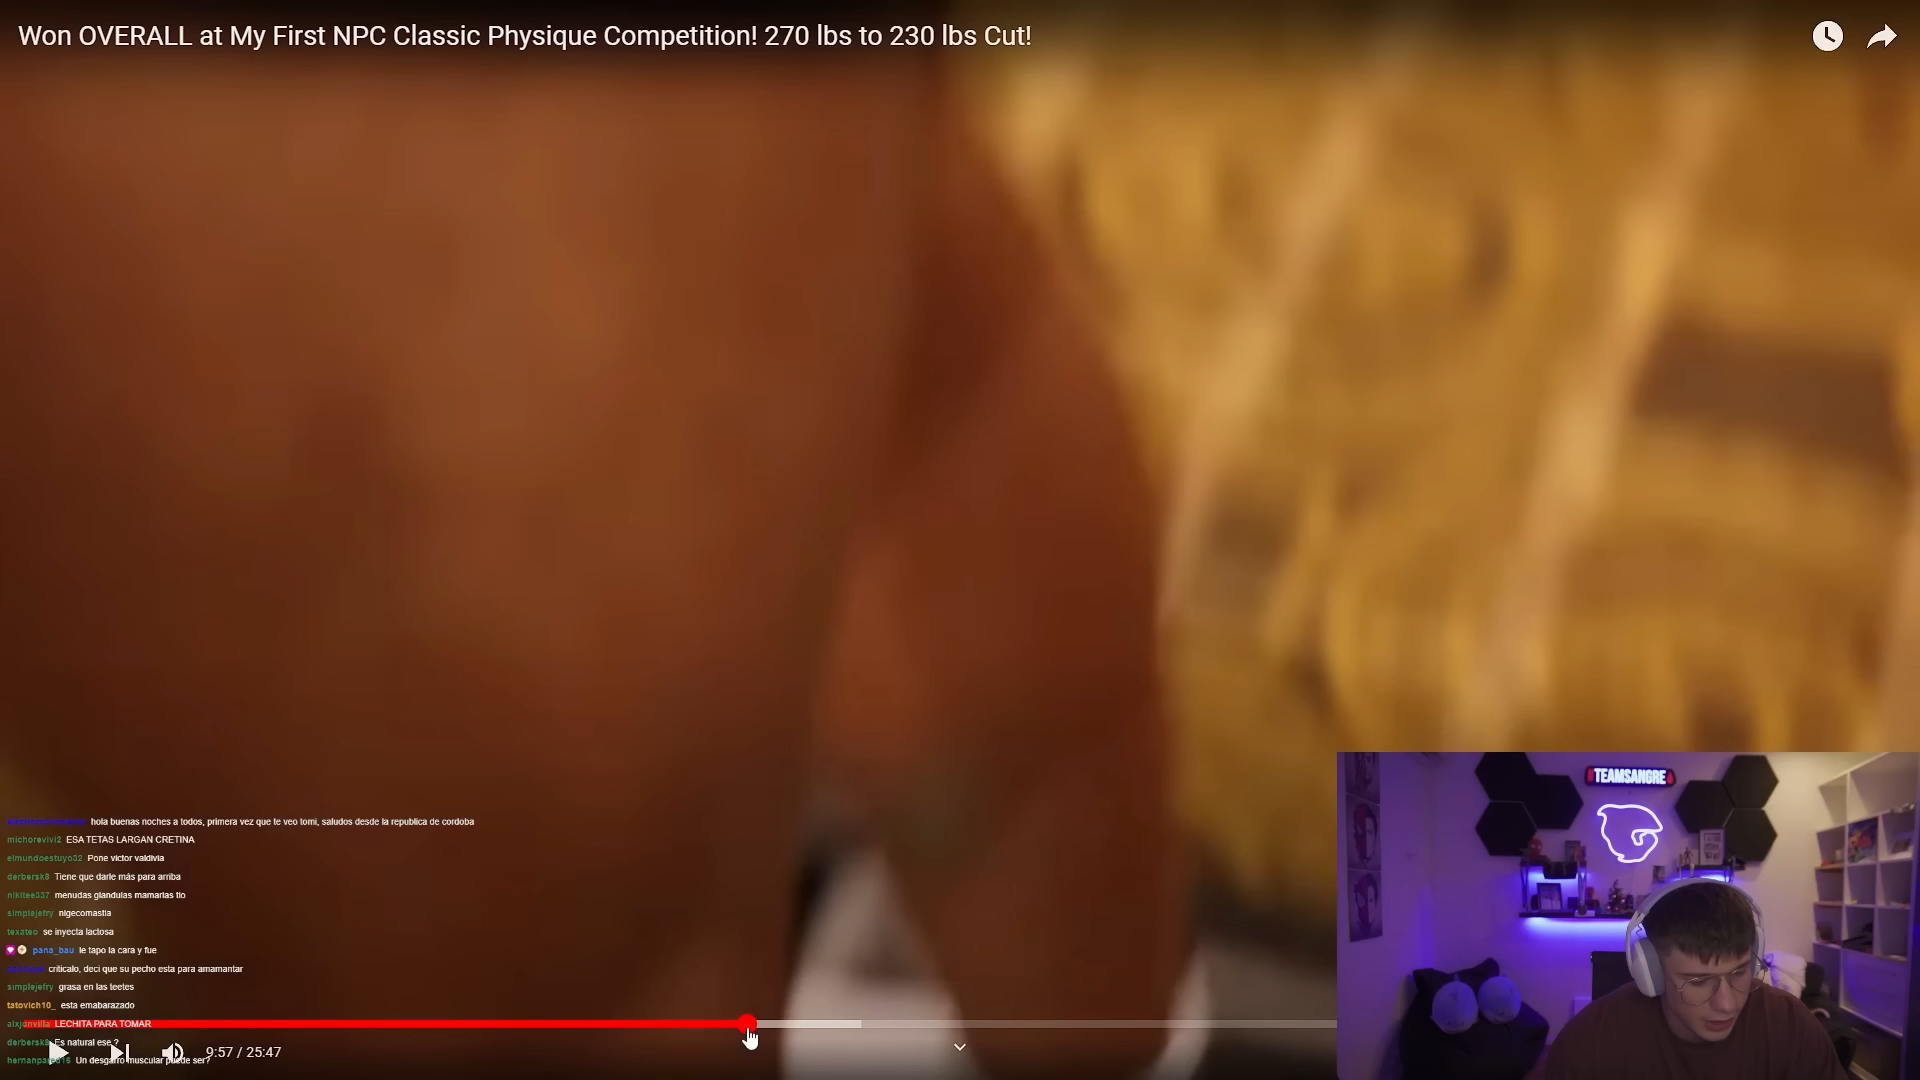 Won OVERALL at My First NPC Classic Physique Competition! 270 lbs to 230 lbs Cut!
hola buenas noches a todos, primera vez que te veo tomi, saludos desde la republica de cordoba
michorevivi2 ESA TETAS LARGAN CRETINA
elmundoestuyo32 Pone victor valdivia
derbersk8 Tiene que darle más para arriba
nikitee337 menudas glandulas mamarias tio
simplejefry nigecomastia
texateo se inyecta lactosa
pana_bau le tapo la cara y fue
criticalo, deci que su pecho esta para amamantar
simplejefry grasa en las teetes
tatovich10_ esta emabarazado
LECHITA PARA TOMAR
derbersk8 Es natural ese ?
Un desgarro muscular puede ser?
9:57 / 25:47
TEAMSANGRE